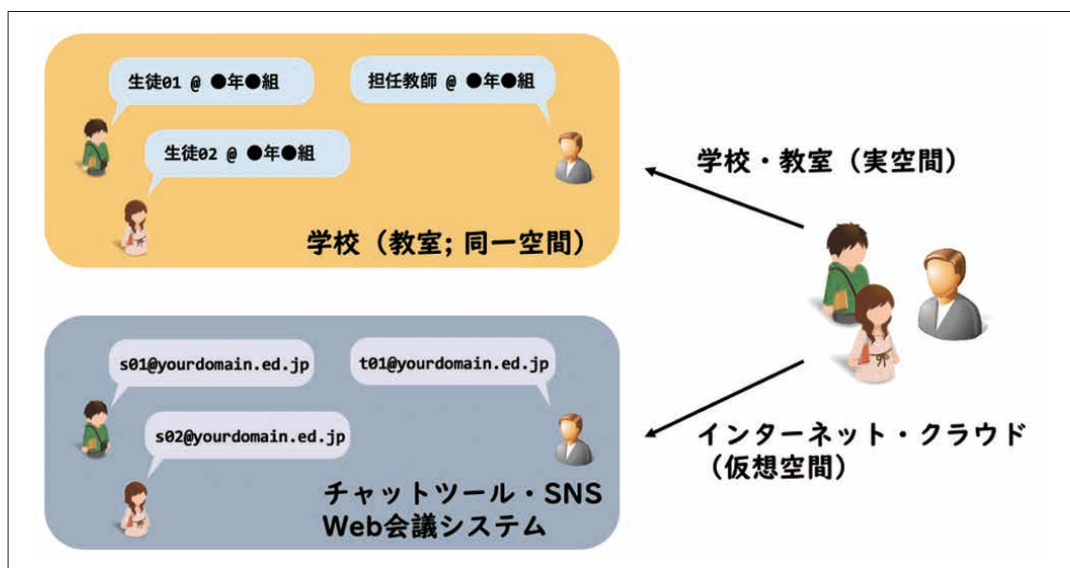 生徒01 @ ●年●組
担任教師 @ ●年●組
生徒02 @ ●年●組
学校（教室; 同一空間）
学校・教室（実空間）
s01@yourdomain.ed.jp
t01@yourdomain.ed.jp
s02@yourdomain.ed.jp
チャットツール・SNS
Web会議システム
インターネット・クラウド
（仮想空間）